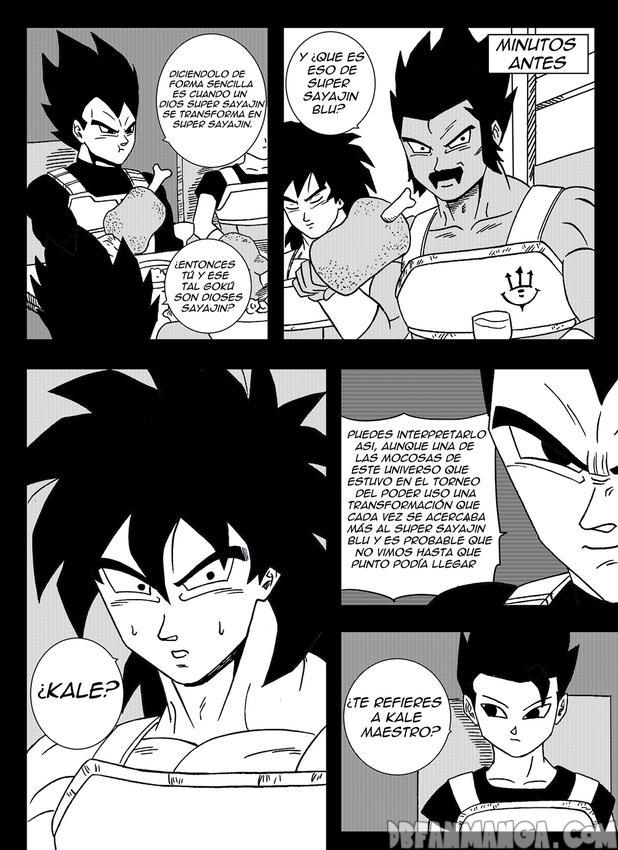 DICIENDOLO DE
FORMA SENCILLA
ES CUANDO UN
DIOS SUPER SAYAJIN
SE TRANSFORMA EN
SUPER SAYAJIN.
¿ENTONCES
TÚ Y ESE
TAL GOKÚ
SON DIOSES
SAYAJIN?
MINUTOS
ANTES
Y ¿QUE ES
ESO DE
SUPER
SAYAJIN
BLU?
PUEDES INTERPRETARLO
ASI, AUNQUE UNA DE
LAS MOCOSAS DE
ESTE UNIVERSO QUE
ESTUVO EN EL TORNEO
DEL PODER USO UNA
TRANSFORMACIÓN QUE
CADA VEZ SE ACERCABA
MÁS AL SUPER SAYAJIN
BLU Y ES PROBABLE QUE
NO VIMOS HASTA QUE
PUNTO PODÍA LLEGAR
¿KALE?
¿TE REFIERES
A KALE
MAESTRO?
DBFANMANGA.COM